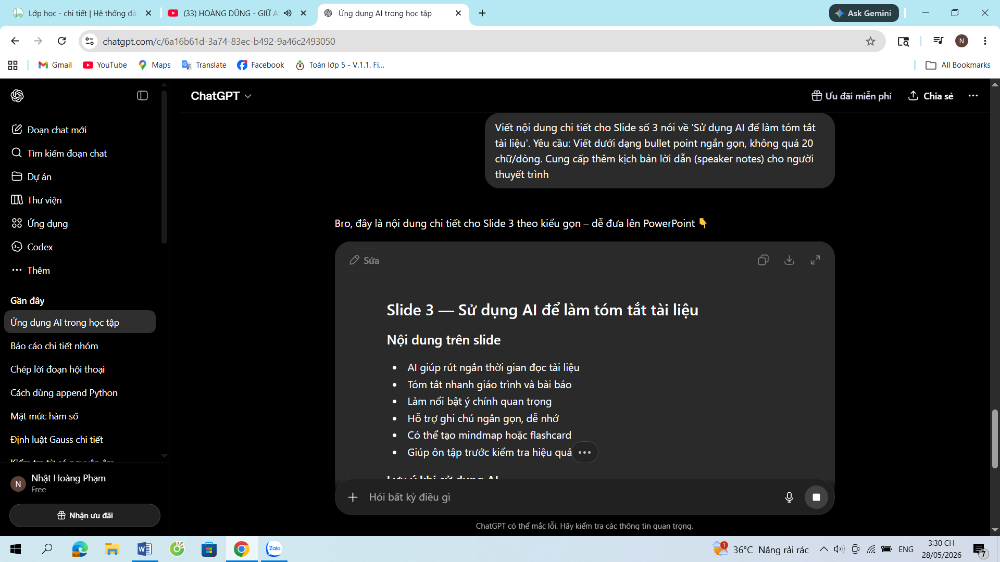 Lớp học - chi tiết | Hệ thống đà
(33) HOÀNG DŨNG - GIỮ A
Ứng dụng AI trong học tập
Ask Gemini
chatgpt.com/c/6a16b61d-3a74-83ec-b492-9a46c2493050
N
Gmail
YouTube
Maps
Translate
Facebook
Toán lớp 5 - V.1.1. Fi...
All Bookmarks
ChatGPT
Ưu đãi miễn phí
Chia sẻ
Đoạn chat mới
Tìm kiếm đoạn chat
Dự án
Thư viện
Ứng dụng
Codex
Thêm
Gần đây
Ứng dụng AI trong học tập
Báo cáo chi tiết nhóm
Chép lời đoạn hội thoại
Cách dùng append Python
Mặt mức hàm số
Định luật Gauss chi tiết
N
Nhật Hoàng Phạm
Free
Nhận ưu đãi
Viết nội dung chi tiết cho Slide số 3 nói về 'Sử dụng AI để làm tóm tắt
tài liệu'. Yêu cầu: Viết dưới dạng bullet point ngắn gọn, không quá 20
chữ/dòng. Cung cấp thêm kịch bản lời dẫn (speaker notes) cho người
thuyết trình
Bro, đây là nội dung chi tiết cho Slide 3 theo kiểu gọn – dễ đưa lên PowerPoint 👇
Sửa
Slide 3 — Sử dụng AI để làm tóm tắt tài liệu
Nội dung trên slide
• AI giúp rút ngắn thời gian đọc tài liệu
• Tóm tắt nhanh giáo trình và bài báo
• Làm nổi bật ý chính quan trọng
• Hỗ trợ ghi chú ngắn gọn, dễ nhớ
• Có thể tạo mindmap hoặc flashcard
• Giúp ôn tập trước kiểm tra hiệu quả
Lưu ý khi sử dụng AI
Hỏi bất kỳ điều gì
ChatGPT có thể mắc lỗi. Hãy kiểm tra các thông tin quan trọng.
Zalo
1
36°C Nắng rải rác
ENG
3:30 CH
28/05/2026
7